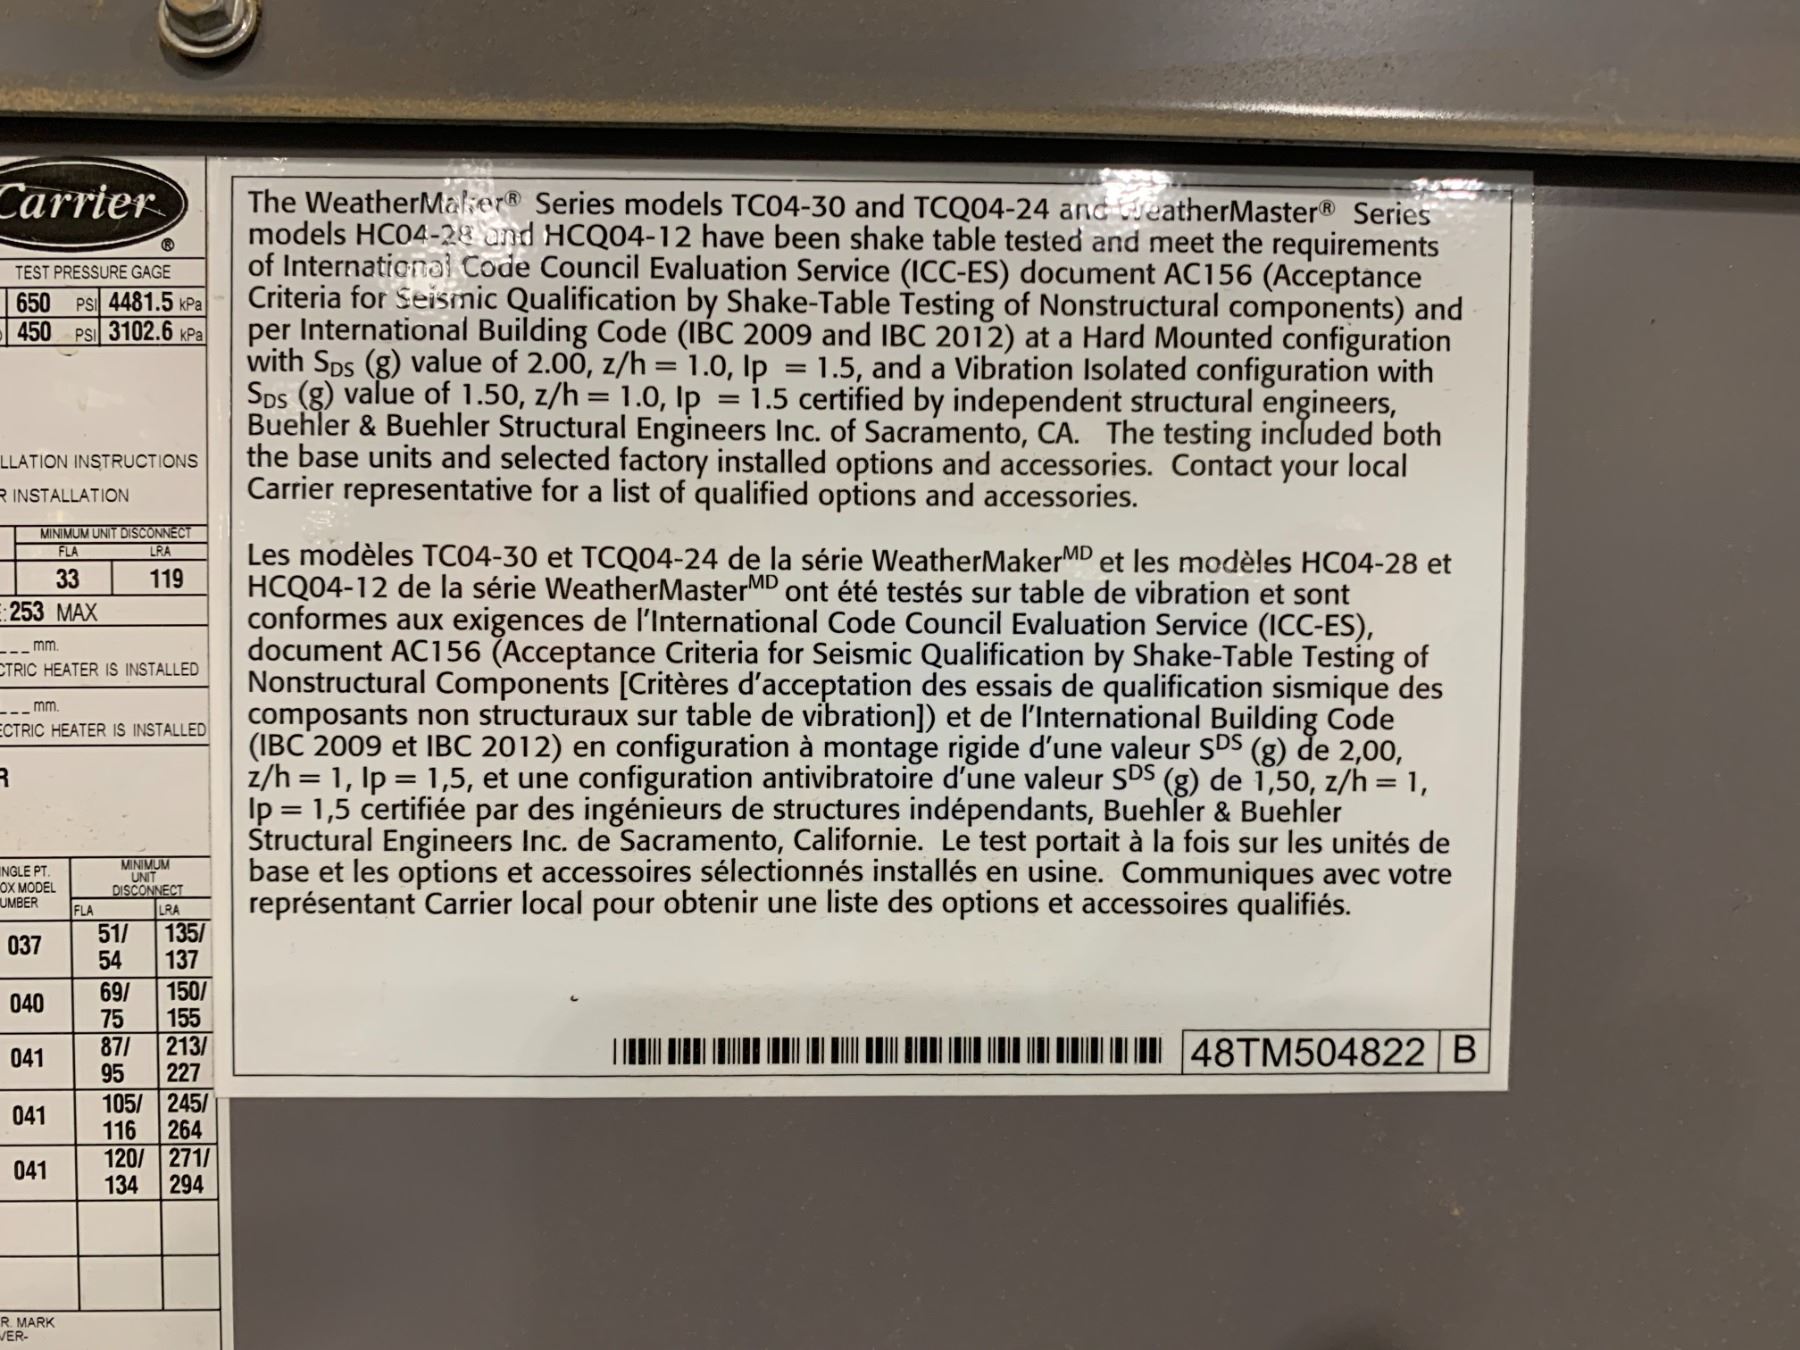 Carrier
®
TEST PRESSURE GAGE
650 PSI 4481.5 kPa
450 PSI 3102.6 kPa
LLATION INSTRUCTIONS
R INSTALLATION
MINIMUM UNIT DISCONNECT
FLA LRA
33 119
: 253 MAX
___ mm.
CTRIC HEATER IS INSTALLED
___ mm.
ECTRIC HEATER IS INSTALLED
R
NGLE PT.
OX MODEL
UMBER
MINIMUM
UNIT
DISCONNECT
FLA LRA
037 51/ 135/
54 137
040 69/ 150/
75 155
041 87/ 213/
95 227
041 105/ 245/
116 264
041 120/ 271/
134 294
R. MARK
VER-
The WeatherMaker® Series models TC04-30 and TCQ04-24 and WeatherMaster® Series
models HC04-28 and HCQ04-12 have been shake table tested and meet the requirements
of International Code Council Evaluation Service (ICC-ES) document AC156 (Acceptance
Criteria for Seismic Qualification by Shake-Table Testing of Nonstructural components) and
per International Building Code (IBC 2009 and IBC 2012) at a Hard Mounted configuration
with SDS (g) value of 2.00, z/h = 1.0, Ip = 1.5, and a Vibration Isolated configuration with
SDS (g) value of 1.50, z/h = 1.0, Ip = 1.5 certified by independent structural engineers,
Buehler & Buehler Structural Engineers Inc. of Sacramento, CA. The testing included both
the base units and selected factory installed options and accessories. Contact your local
Carrier representative for a list of qualified options and accessories.
Les modèles TC04-30 et TCQ04-24 de la série WeatherMakerMD et les modèles HC04-28 et
HCQ04-12 de la série WeatherMasterMD ont été testés sur table de vibration et sont
conformes aux exigences de l'International Code Council Evaluation Service (ICC-ES),
document AC156 (Acceptance Criteria for Seismic Qualification by Shake-Table Testing of
Nonstructural Components [Critères d'acceptation des essais de qualification sismique des
composants non structuraux sur table de vibration]) et de l'International Building Code
(IBC 2009 et IBC 2012) en configuration à montage rigide d'une valeur SDS (g) de 2,00,
z/h = 1, Ip = 1,5, et une configuration antivibratoire d'une valeur SDS (g) de 1,50, z/h = 1,
Ip = 1,5 certifiée par des ingénieurs de structures indépendants, Buehler & Buehler
Structural Engineers Inc. de Sacramento, Californie. Le test portait à la fois sur les unités de
base et les options et accessoires sélectionnés installés en usine. Communiques avec votre
représentant Carrier local pour obtenir une liste des options et accessoires qualifiés.
48TM504822 B